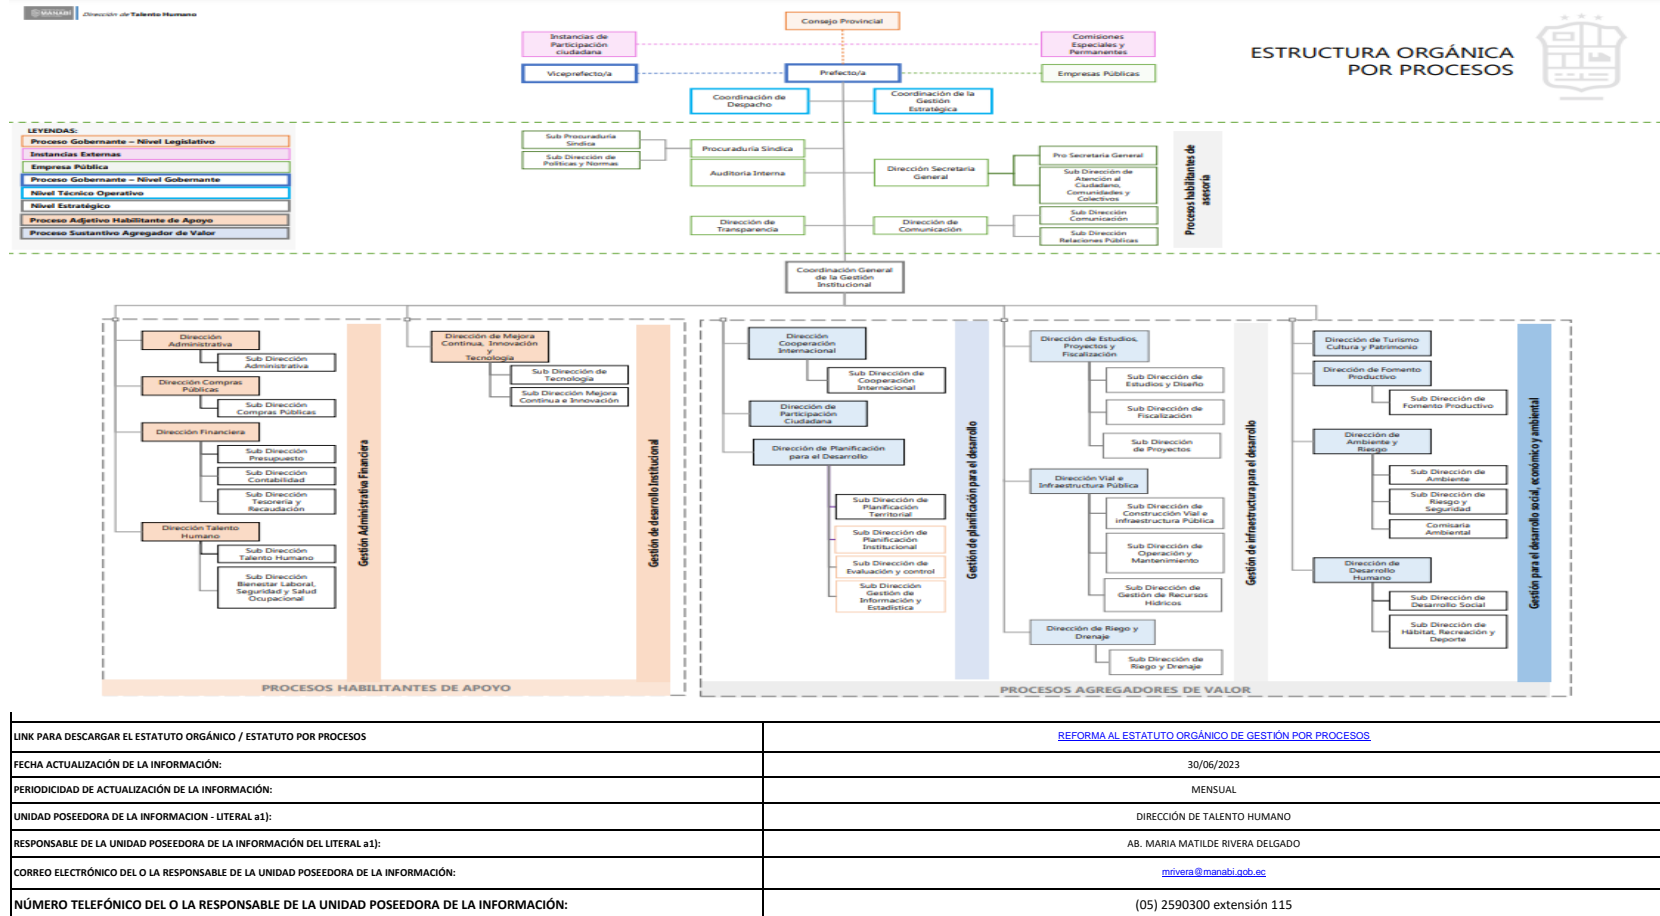 MANABÍ
Dirección de Talento Humano
ESTRUCTURA ORGÁNICA
POR PROCESOS
Consejo Provincial
Instancias de
Participación
ciudadana
Comisiones
Especiales y
Permanentes
Viceprefecto/a
Prefecto/a
Empresas Públicas
Coordinación de
Despacho
Coordinación de la
Gestión
Estratégica
LEYENDAS:
Proceso Gobernante – Nivel Legislativo
Instancias Externas
Empresa Pública
Proceso Gobernante – Nivel Gobernante
Nivel Técnico Operativo
Nivel Estratégico
Proceso Adjetivo Habilitante de Apoyo
Proceso Sustantivo Agregador de Valor
Sub Procuraduría
Síndica
Sub Dirección de
Políticas y Normas
Procuraduría Síndica
Auditoria Interna
Dirección Secretaria
General
Pro Secretaria General
Sub Dirección de
Atención al
Ciudadano,
Comunidades y
Colectivos
Dirección de
Transparencia
Dirección de
Comunicación
Sub Dirección
Comunicación
Sub Dirección
Relaciones Públicas
Procesos habilitantes de
asesoría
Coordinación General
de la Gestión
Institucional
Dirección
Administrativa
Sub Dirección
Administrativa
Dirección Compras
Públicas
Sub Dirección
Compras Públicas
Dirección Financiera
Sub Dirección
Presupuesto
Sub Dirección
Contabilidad
Sub Dirección
Tesorería y
Recaudación
Dirección Talento
Humano
Sub Dirección
Talento Humano
Sub Dirección
Bienestar Laboral,
Seguridad y Salud
Ocupacional
Gestión Administrativa Financiera
Dirección de Mejora
Continua, Innovación
y
Tecnología
Sub Dirección de
Tecnología
Sub Dirección Mejora
Continua e Innovación
Gestión de desarrollo Institucional
PROCESOS HABILITANTES DE APOYO
Dirección
Cooperación
Internacional
Sub Dirección de
Cooperación
Internacional
Dirección de
Participación
Ciudadana
Dirección de Planificación
para el Desarrollo
Sub Dirección de
Planificación
Territorial
Sub Dirección de
Planificación
Institucional
Sub Dirección de
Evaluación y control
Sub Dirección
Gestión de
Información y
Estadística
Gestión de planificación para el desarrollo
Dirección de Estudios,
Proyectos y
Fiscalización
Sub Dirección de
Estudios y Diseño
Sub Dirección de
Fiscalización
Sub Dirección
de Proyectos
Dirección Vial e
Infraestructura Pública
Sub Dirección de
Construcción Vial e
infraestructura Pública
Sub Dirección de
Operación y
Mantenimiento
Sub Dirección de
Gestión de Recursos
Hídricos
Dirección de Riego y
Drenaje
Sub Dirección de
Riego y Drenaje
Gestión de infraestructura para el desarrollo
Dirección de Turismo
Cultura y Patrimonio
Dirección de Fomento
Productivo
Sub Dirección de
Fomento Productivo
Dirección de
Ambiente y
Riesgo
Sub Dirección de
Ambiente
Sub Dirección de
Riesgo y
Seguridad
Comisaria
Ambiental
Dirección de
Desarrollo
Humano
Sub Dirección de
Desarrollo Social
Sub Dirección de
Hábitat, Recreación y
Deporte
Gestión para el desarrollo social, económico y ambiental
PROCESOS AGREGADORES DE VALOR
LINK PARA DESCARGAR EL ESTATUTO ORGÁNICO / ESTATUTO POR PROCESOS
REFORMA AL ESTATUTO ORGÁNICO DE GESTIÓN POR PROCESOS
FECHA ACTUALIZACIÓN DE LA INFORMACIÓN:
30/06/2023
PERIODICIDAD DE ACTUALIZACIÓN DE LA INFORMACIÓN:
MENSUAL
UNIDAD POSEEDORA DE LA INFORMACION - LITERAL a1):
DIRECCIÓN DE TALENTO HUMANO
RESPONSABLE DE LA UNIDAD POSEEDORA DE LA INFORMACIÓN DEL LITERAL a1):
AB. MARIA MATILDE RIVERA DELGADO
CORREO ELECTRÓNICO DEL O LA RESPONSABLE DE LA UNIDAD POSEEDORA DE LA INFORMACIÓN:
mrivera@manabi.gob.ec
NÚMERO TELEFÓNICO DEL O LA RESPONSABLE DE LA UNIDAD POSEEDORA DE LA INFORMACIÓN:
(05) 2590300 extensión 115